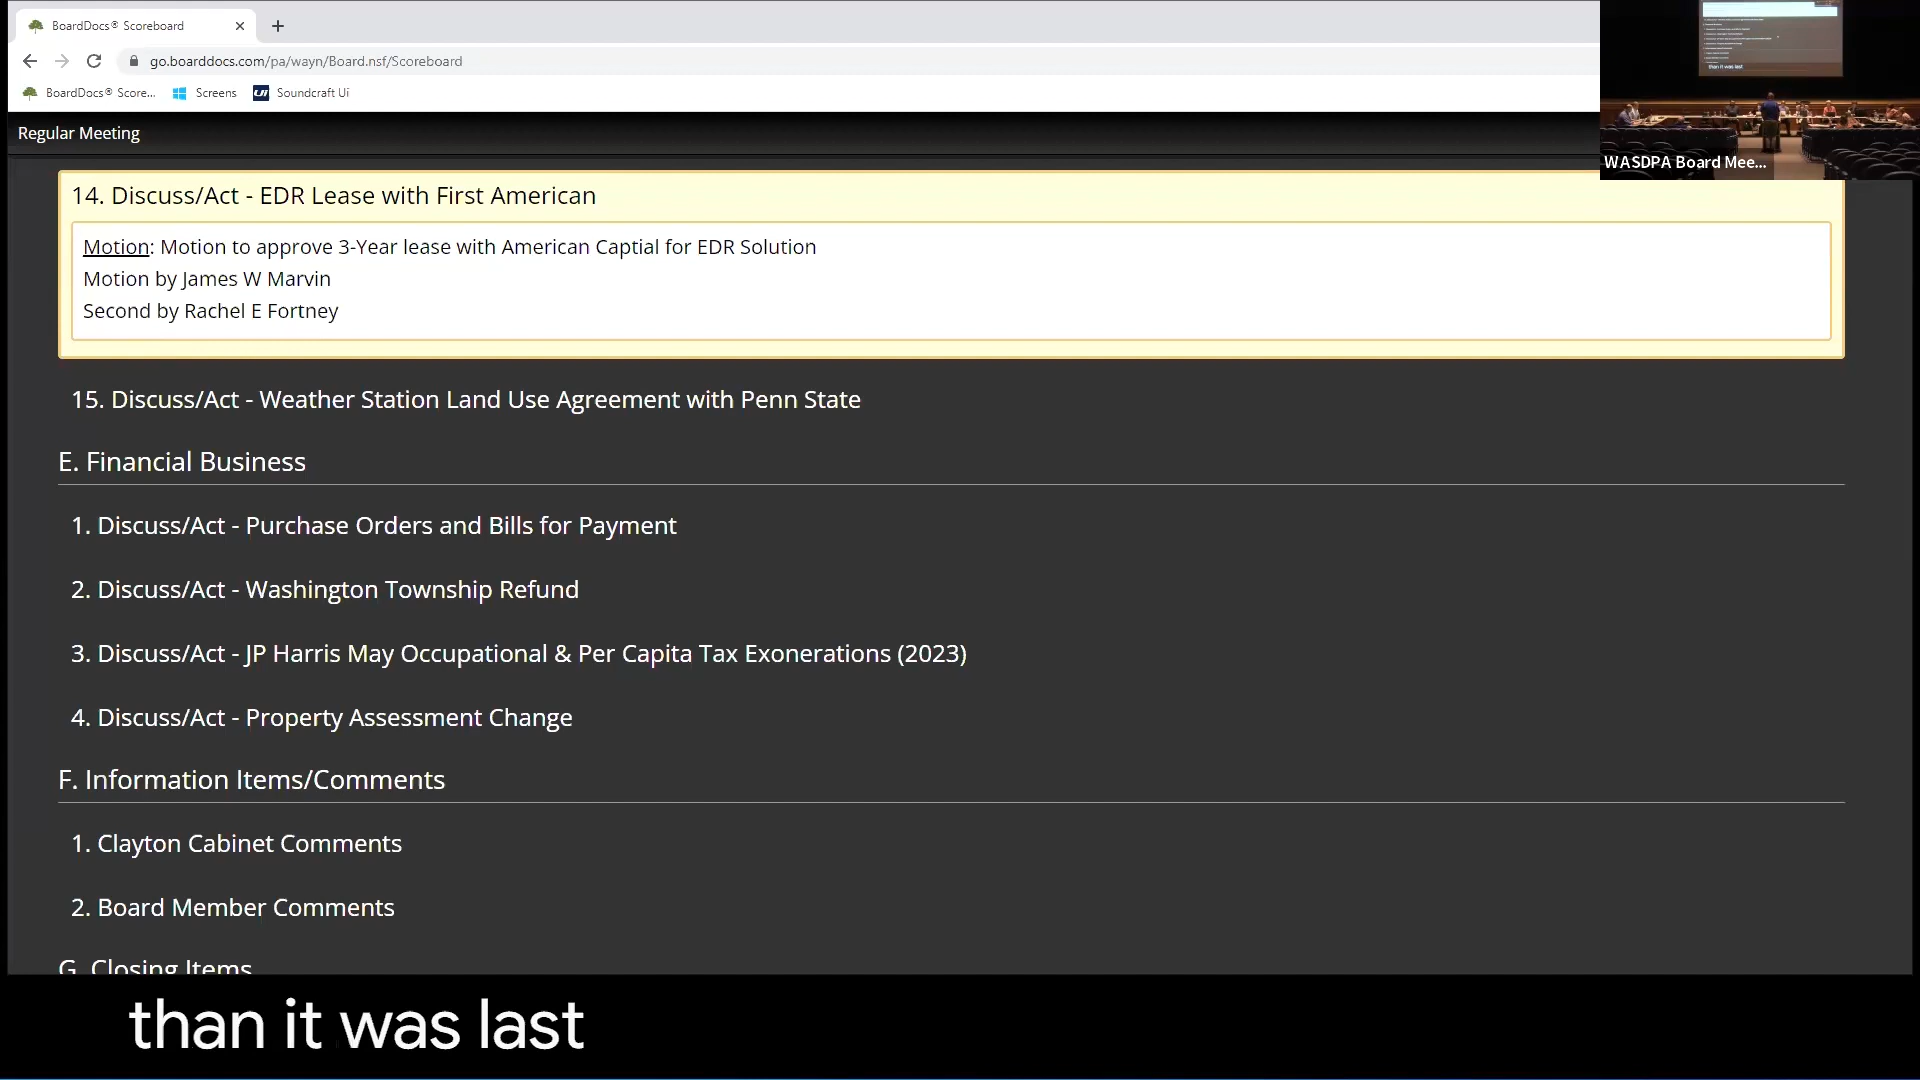 BoardDocs® Scoreboard
go.boarddocs.com/pa/wayn/Board.nsf/Scoreboard
BoardDocs® Score... Screens Soundcraft Ui
Regular Meeting
than it was last
WASDPA Board Mee...
14. Discuss/Act - EDR Lease with First American
Motion: Motion to approve 3-Year lease with American Captial for EDR Solution
Motion by James W Marvin
Second by Rachel E Fortney
15. Discuss/Act - Weather Station Land Use Agreement with Penn State
E. Financial Business
1. Discuss/Act - Purchase Orders and Bills for Payment
2. Discuss/Act - Washington Township Refund
3. Discuss/Act - JP Harris May Occupational & Per Capita Tax Exonerations (2023)
4. Discuss/Act - Property Assessment Change
F. Information Items/Comments
1. Clayton Cabinet Comments
2. Board Member Comments
G. Closing Items
than it was last